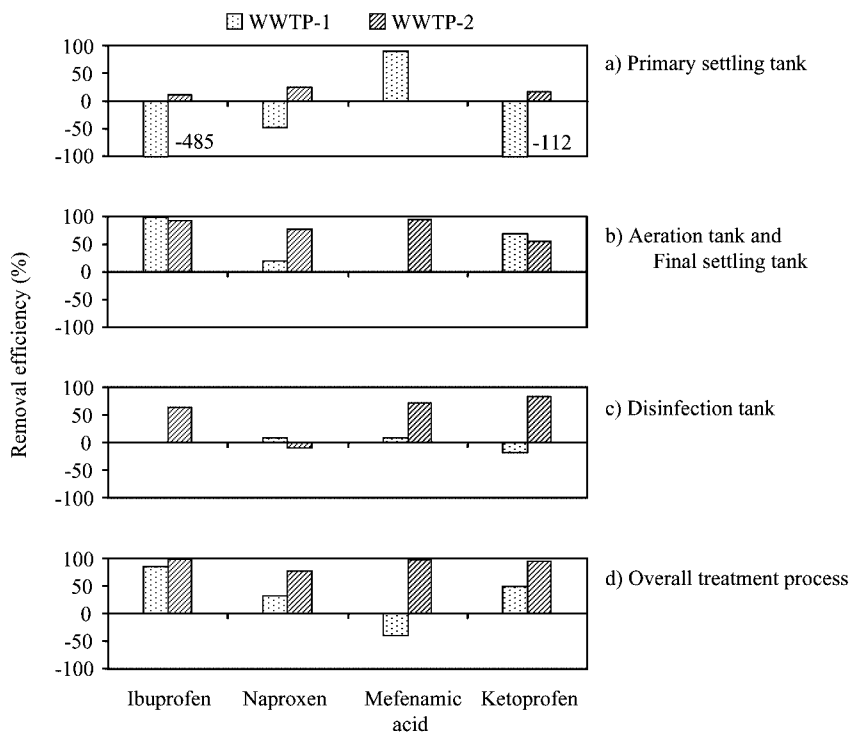 WWTP-1 WWTP-2
100
50
0
-50
-100
-485
-112
a) Primary settling tank
100
50
0
-50
-100
b) Aeration tank and
Final settling tank
100
50
0
-50
-100
c) Disinfection tank
100
50
0
-50
-100
d) Overall treatment process
Removal efficiency (%)
Ibuprofen Naproxen Mefenamic Ketoprofen
acid